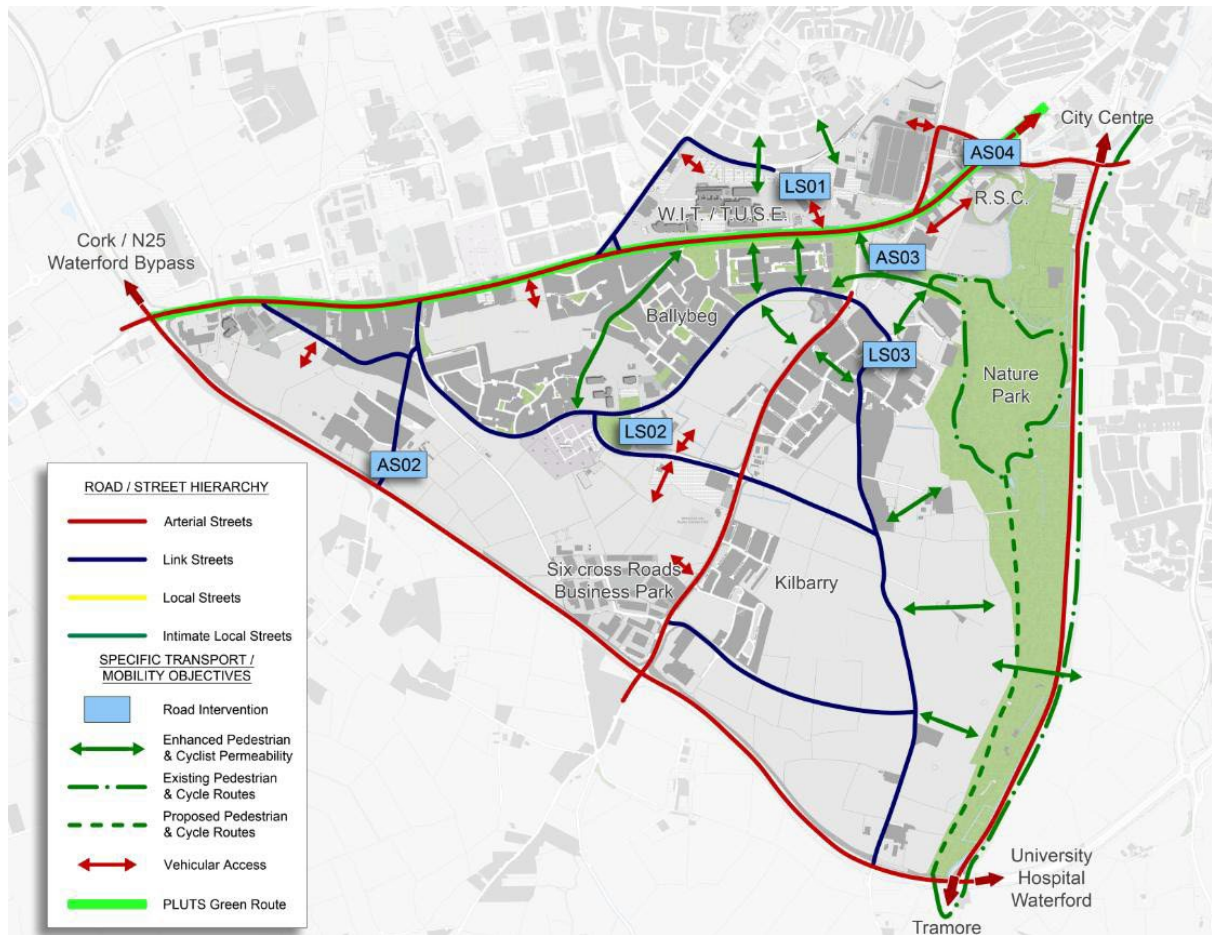 City Centre
AS04
LS01
R.S.C.
W.I.T. / T.U.S.E.
Cork / N25
Waterford Bypass
AS03
Ballybeg
LS03
Nature
Park
LS02
AS02
Six cross Roads
Business Park
Kilbarry
University
Hospital
Waterford
Tramore
ROAD / STREET HIERARCHY
Arterial Streets
Link Streets
Local Streets
Intimate Local Streets
SPECIFIC TRANSPORT /
MOBILITY OBJECTIVES
Road Intervention
Enhanced Pedestrian
& Cyclist Permeability
Existing Pedestrian
& Cycle Routes
Proposed Pedestrian
& Cycle Routes
Vehicular Access
PLUTS Green Route